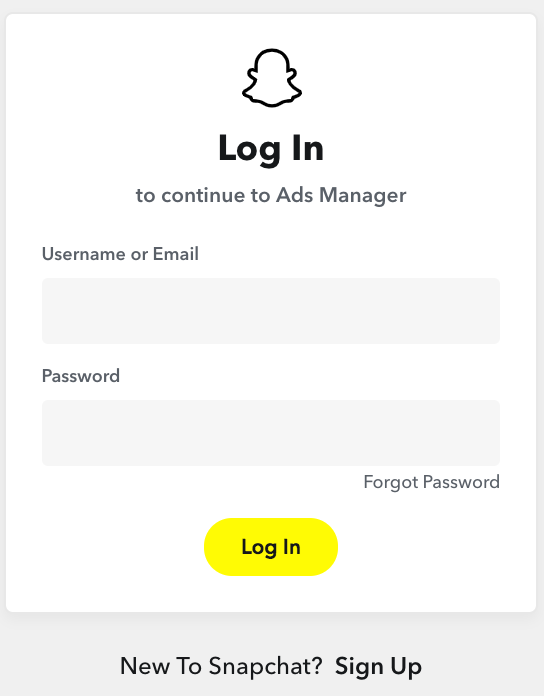 Log In
to continue to Ads Manager
Username or Email
Password
Forgot Password
Log In
New To Snapchat? Sign Up